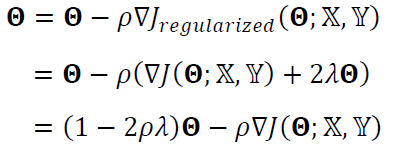 𝚯 = 𝚯 − 𝜌∇𝐽_regularized(𝚯; 𝕏, 𝕐)
= 𝚯 − 𝜌(∇𝐽(𝚯; 𝕏, 𝕐) + 2𝜆𝚯)
= (1 − 2𝜌𝜆)𝚯 − 𝜌∇𝐽(𝚯; 𝕏, 𝕐)